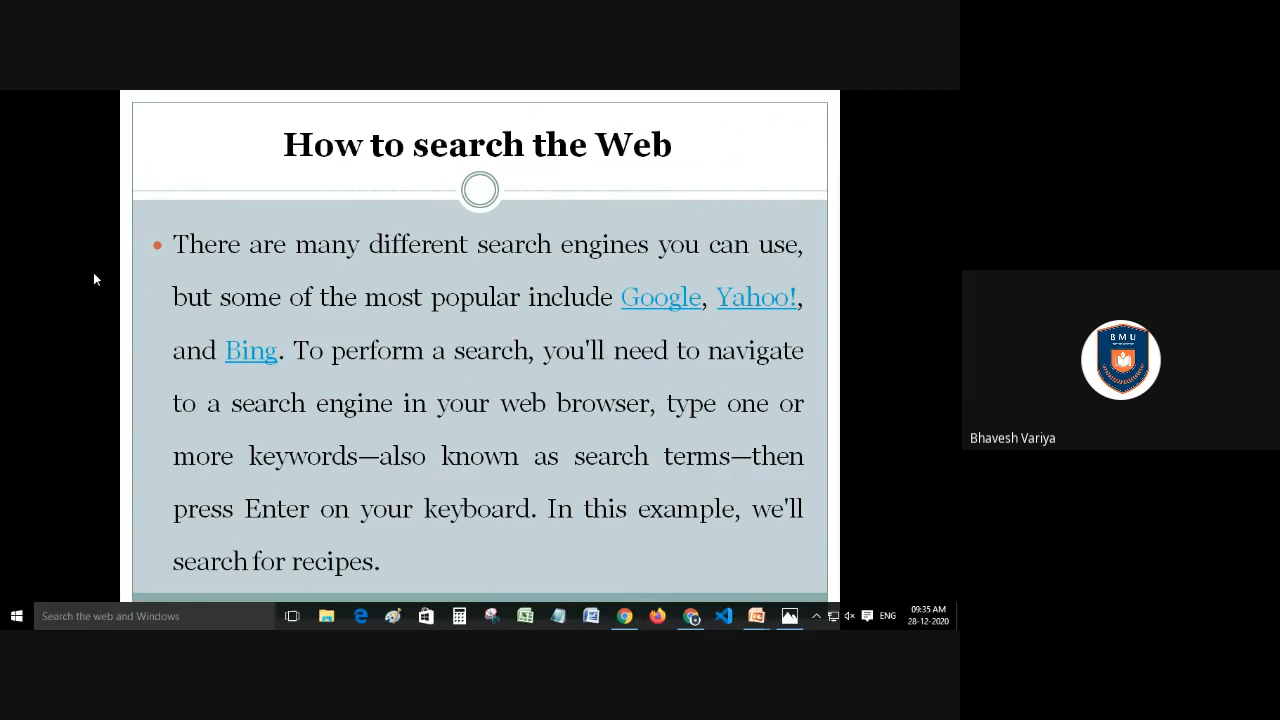 How to search the Web
There are many different search engines you can use,
but some of the most popular include Google, Yahoo!,
and Bing. To perform a search, you'll need to navigate
to a search engine in your web browser, type one or
more keywords—also known as search terms—then
press Enter on your keyboard. In this example, we'll
search for recipes.
BMU
Bhavesh Variya
Search the web and Windows
ENG
09:35 AM
28-12-2020